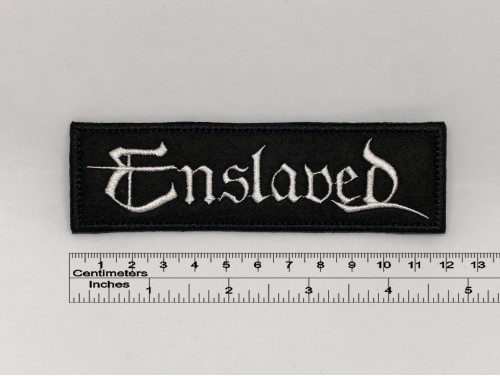 Enslaved
1 2 3 4 5 6 7 8 9 10 11 12 13
Centimeters
Inches 1 2 3 4 5